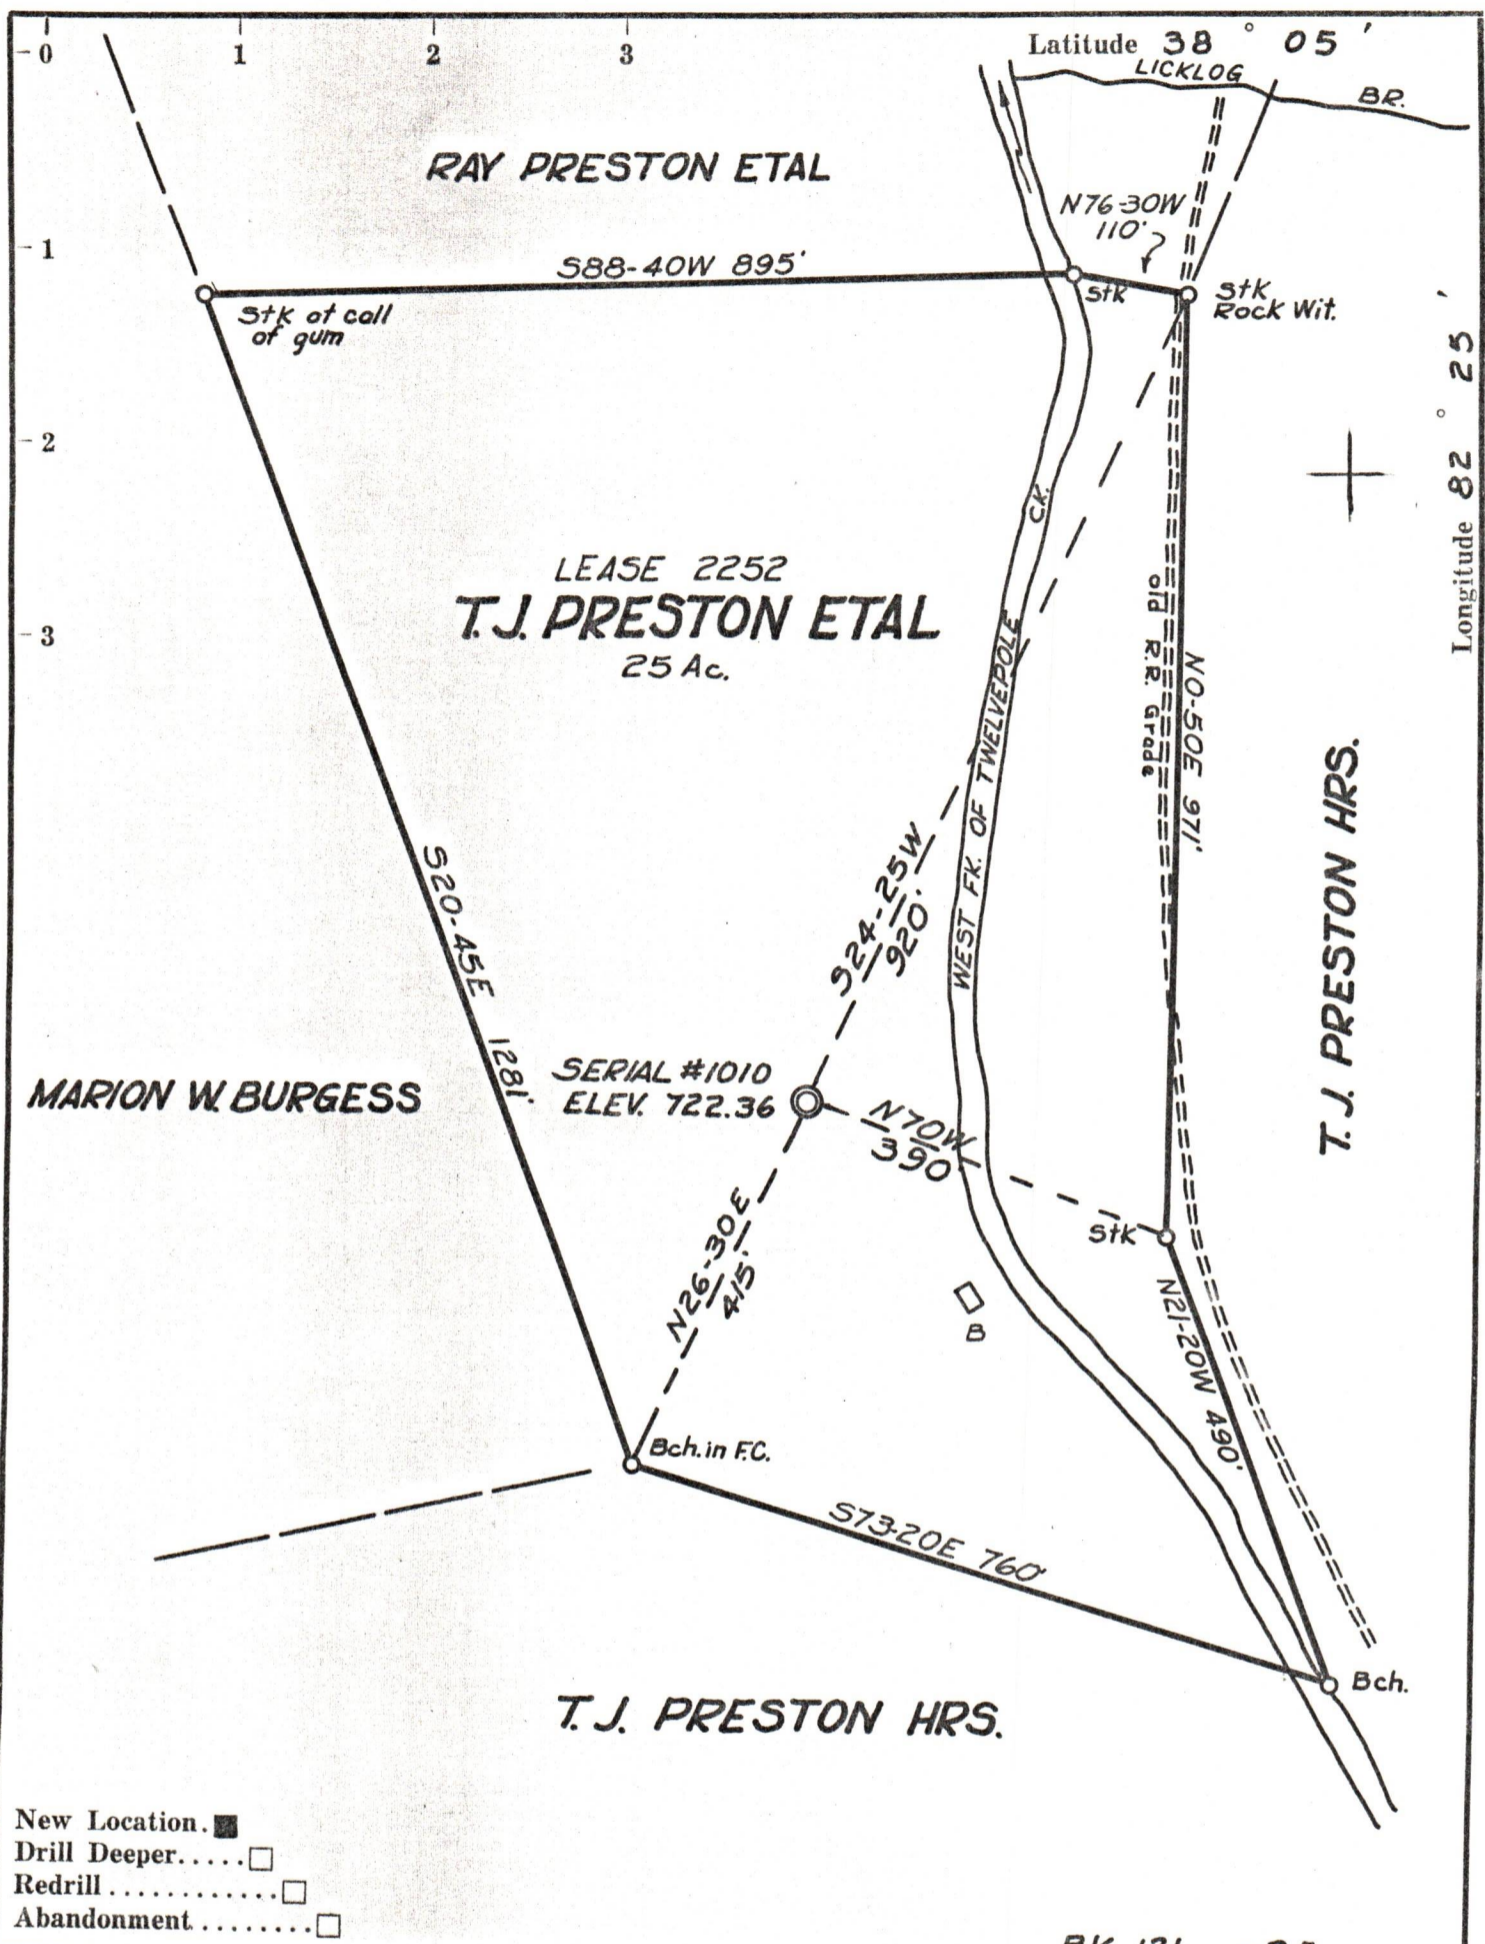 0 1 2 3
Latitude 38 ° 05 '
LICKLOG
BR.
RAY PRESTON ETAL
N76-30W
110'
1
S88-40W 895'
Stk
Stk
Rock Wit.
Stk at call
of gum
Longitude 82 ° 25 '
2
CK.
LEASE 2252
T.J. PRESTON ETAL
25 Ac.
3
old R.R. Grade
N0-50E 971'
WEST FK. OF TWELVEPOLE
T. J. PRESTON HRS.
S20-45E 1281'
S24-25W
920'
SERIAL #1010
ELEV. 722.36
MARION W. BURGESS
N70W
390'
Stk
N26-30E
415'
B
N21-20W 490'
Bch. in F.C.
S73-20E 760'
Bch.
T. J. PRESTON HRS.
New Location. ■
Drill Deeper..... □
Redrill ............ □
Abandonment........ □